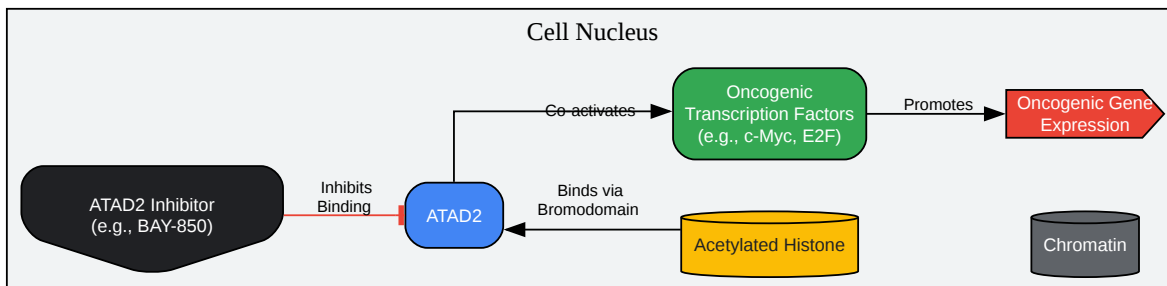 Cell Nucleus
Oncogenic
Transcription Factors
(e.g., c-Myc, E2F)
Co-activates
Promotes
Oncogenic Gene
Expression
ATAD2 Inhibitor
(e.g., BAY-850)
Inhibits
Binding
ATAD2
Binds via
Bromodomain
Acetylated Histone
Chromatin